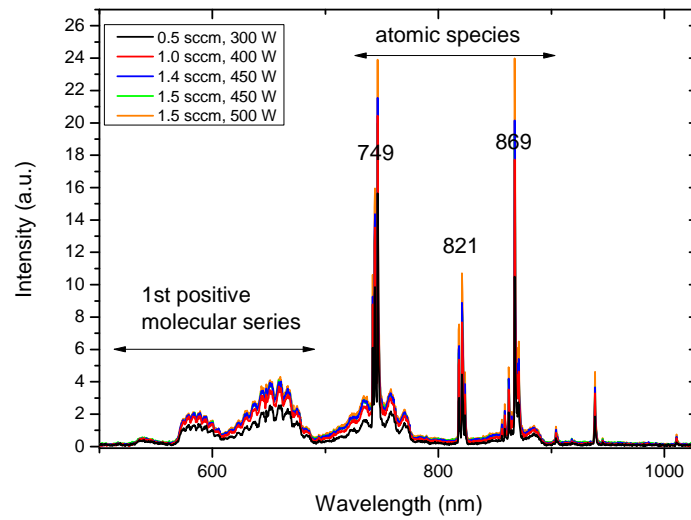 26
24
22
20
18
16
14
12
10
8
6
4
2
0
Intensity (a.u.)
0.5 sccm, 300 W
1.0 sccm, 400 W
1.4 sccm, 450 W
1.5 sccm, 450 W
1.5 sccm, 500 W
atomic species
749
869
821
1st positive
molecular series
600
800
1000
Wavelength (nm)